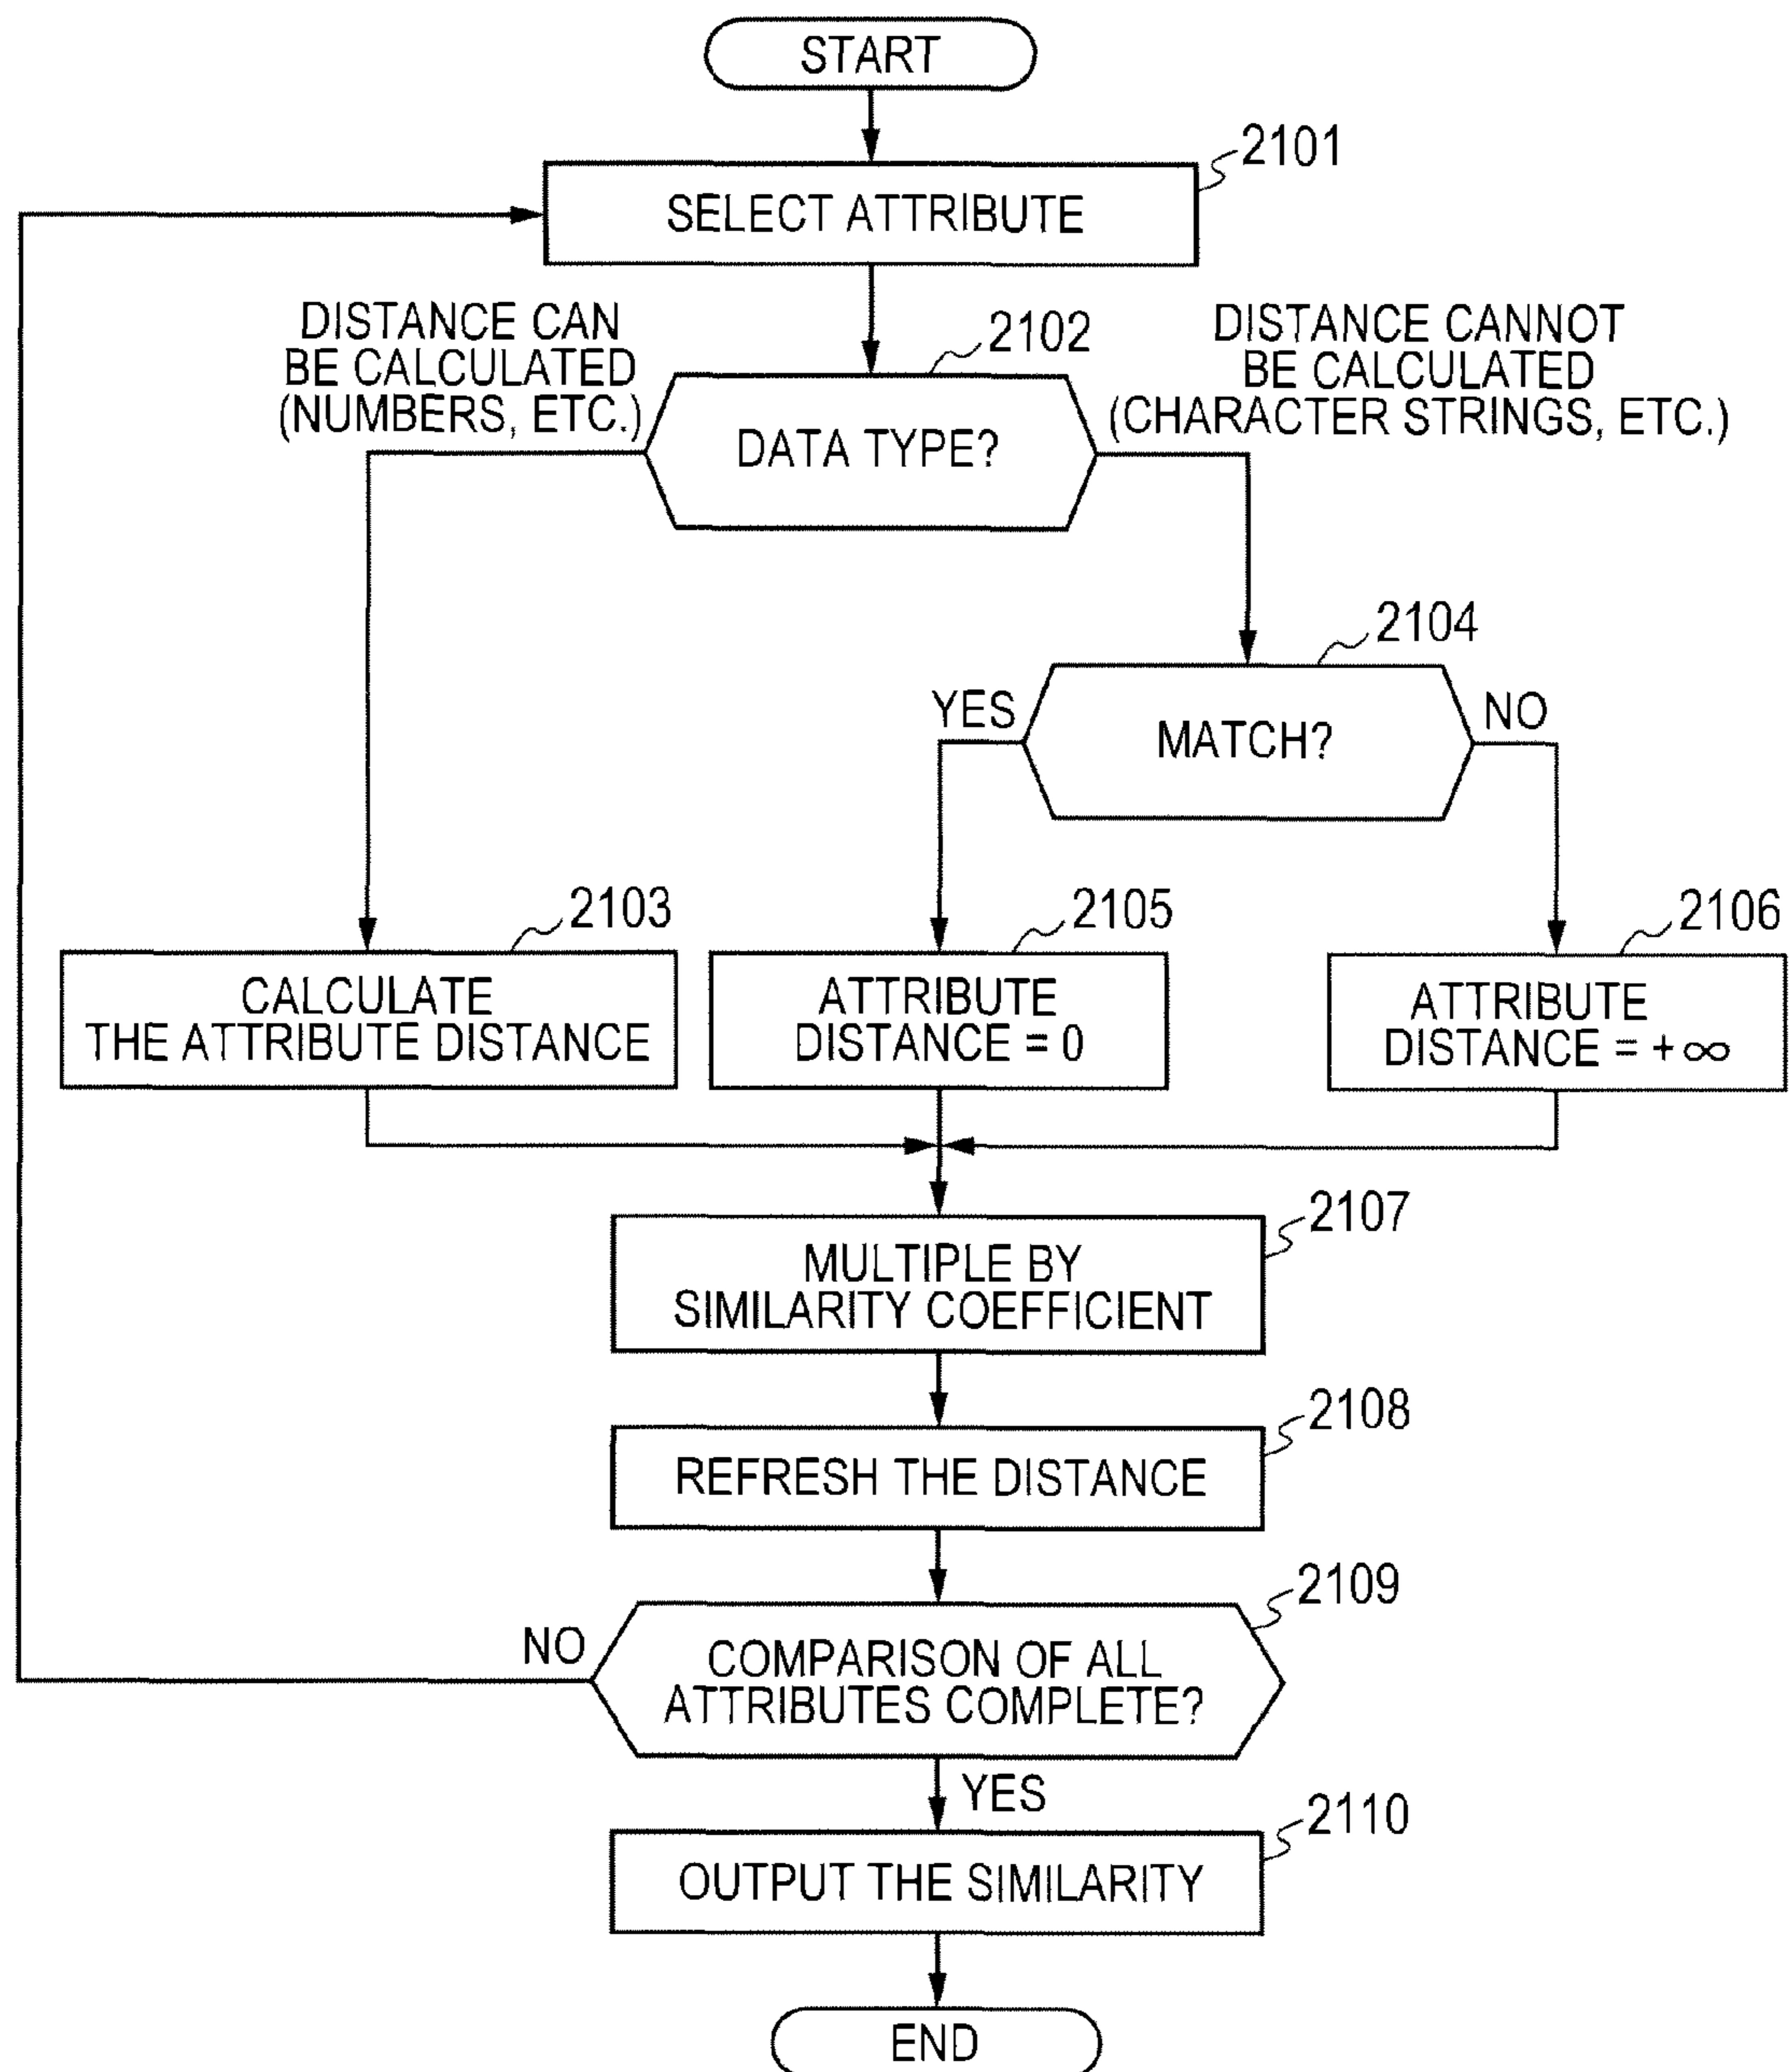 START
2101
SELECT ATTRIBUTE
DISTANCE CAN
BE CALCULATED
(NUMBERS, ETC.)
2102
DISTANCE CANNOT
BE CALCULATED
(CHARACTER STRINGS, ETC.)
DATA TYPE?
2104
YES
MATCH?
NO
2103
CALCULATE
THE ATTRIBUTE DISTANCE
2105
ATTRIBUTE
DISTANCE = 0
2106
ATTRIBUTE
DISTANCE = + ∞
2107
MULTIPLE BY
SIMILARITY COEFFICIENT
2108
REFRESH THE DISTANCE
2109
NO
COMPARISON OF ALL
ATTRIBUTES COMPLETE?
YES
2110
OUTPUT THE SIMILARITY
END